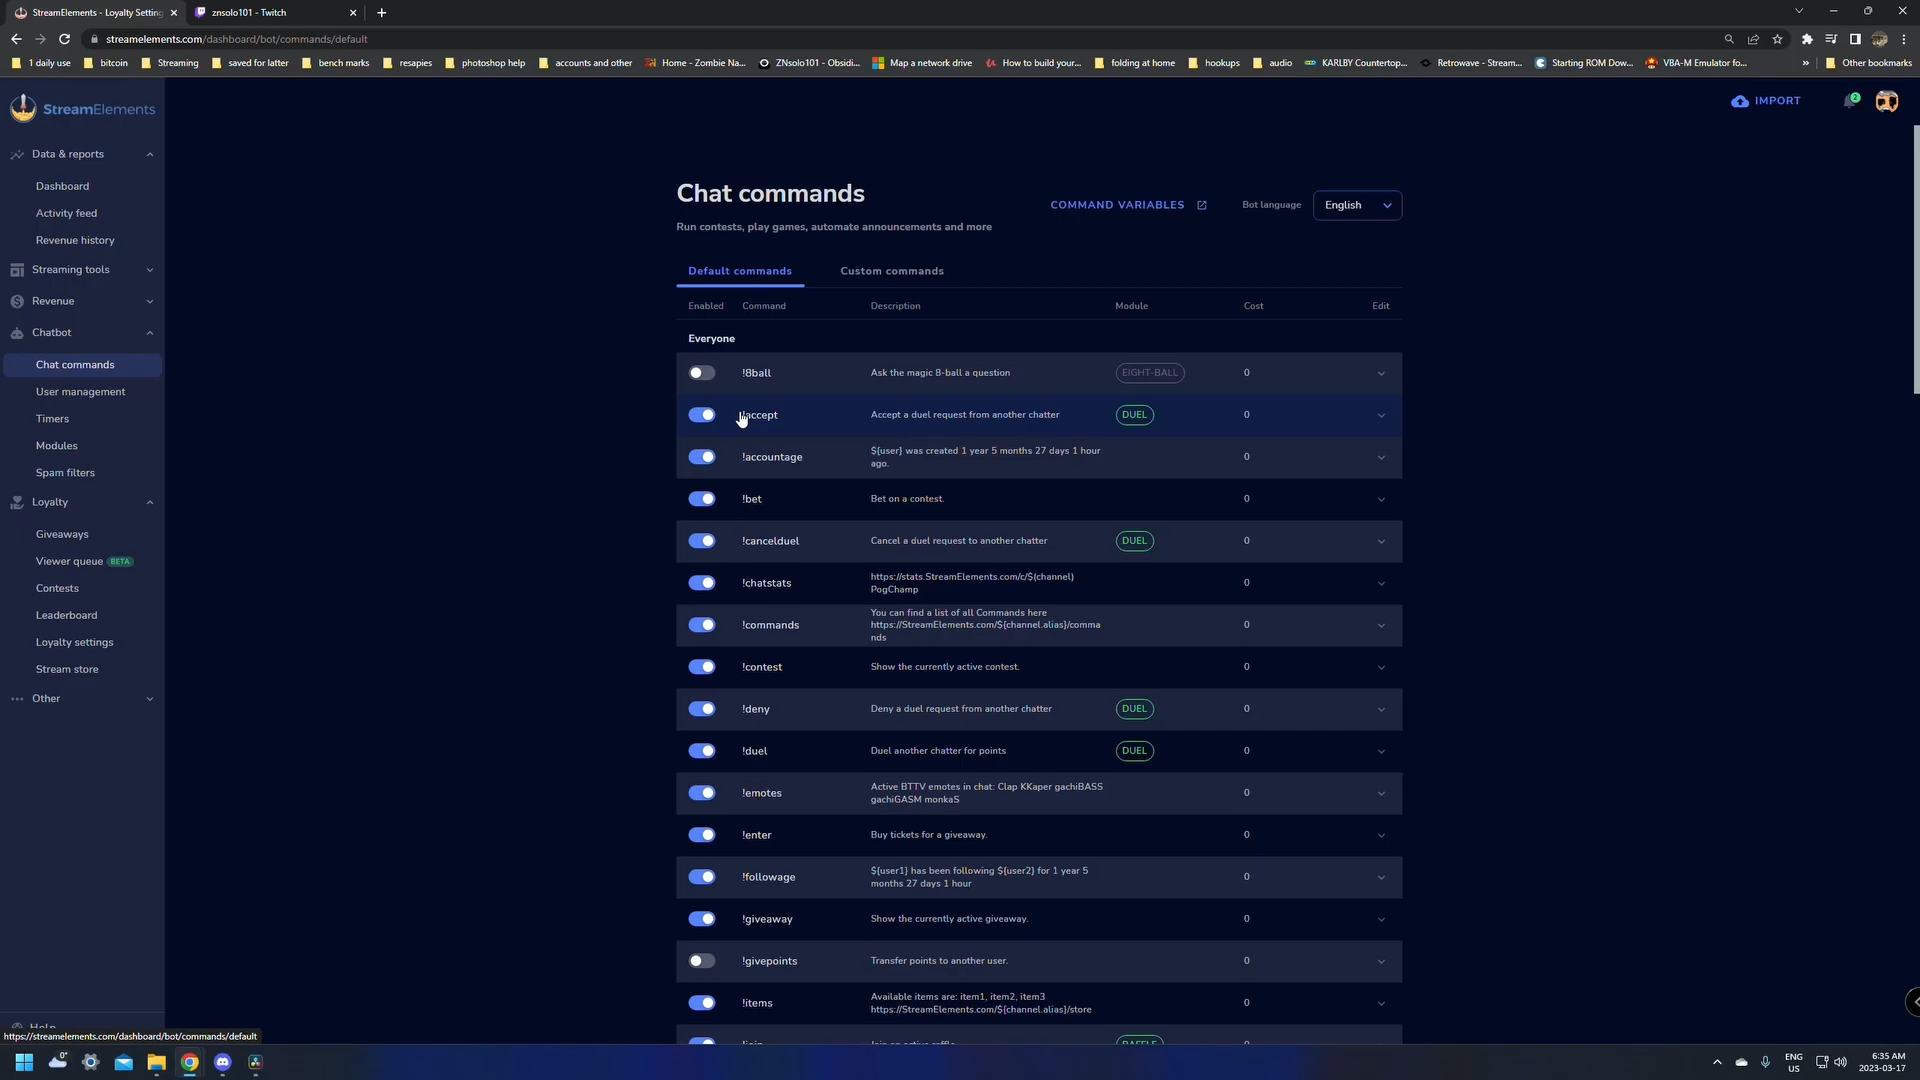 StreamElements - Loyalty Setting
znsolo101 - Twitch
streamelements.com/dashboard/bot/commands/default
1 daily use
bitcoin
Streaming
saved for latter
bench marks
resapies
photoshop help
accounts and other
Home - Zombie Na...
ZNsolo101 - Obsidi...
Map a network drive
How to build your...
folding at home
hookups
audio
KARLBY Countertop...
Retrowave - Stream...
Starting ROM Dow...
VBA-M Emulator fo...
»
Other bookmarks
StreamElements
IMPORT
2
Data & reports
Dashboard
Activity feed
Revenue history
Streaming tools
Revenue
Chatbot
Chat commands
User management
Timers
Modules
Spam filters
Loyalty
Giveaways
Viewer queue BETA
Contests
Leaderboard
Loyalty settings
Stream store
Other
Help
https://streamelements.com/dashboard/bot/commands/default
Chat commands
Run contests, play games, automate announcements and more
COMMAND VARIABLES
Bot language
English
Default commands
Custom commands
Enabled Command Description Module Cost Edit
Everyone
!8ball Ask the magic 8-ball a question EIGHT-BALL 0
!accept Accept a duel request from another chatter DUEL 0
!accountage ${user} was created 1 year 5 months 27 days 1 hour 0
ago.
!bet Bet on a contest. 0
!cancelduel Cancel a duel request to another chatter DUEL 0
!chatstats https://stats.StreamElements.com/c/${channel} 0
PogChamp
!commands You can find a list of all Commands here 0
https://StreamElements.com/${channel.alias}/comma
nds
!contest Show the currently active contest. 0
!deny Deny a duel request from another chatter DUEL 0
!duel Duel another chatter for points DUEL 0
!emotes Active BTTV emotes in chat: Clap KKaper gachiBASS 0
gachiGASM monkaS
!enter Buy tickets for a giveaway. 0
!followage ${user1} has been following ${user2} for 1 year 5 0
months 27 days 1 hour
!giveaway Show the currently active giveaway. 0
!givepoints Transfer points to another user. 0
!items Available items are: item1, item2, item3 0
https://StreamElements.com/${channel.alias}/store
0°
ENG
US
6:35 AM
2023-03-17